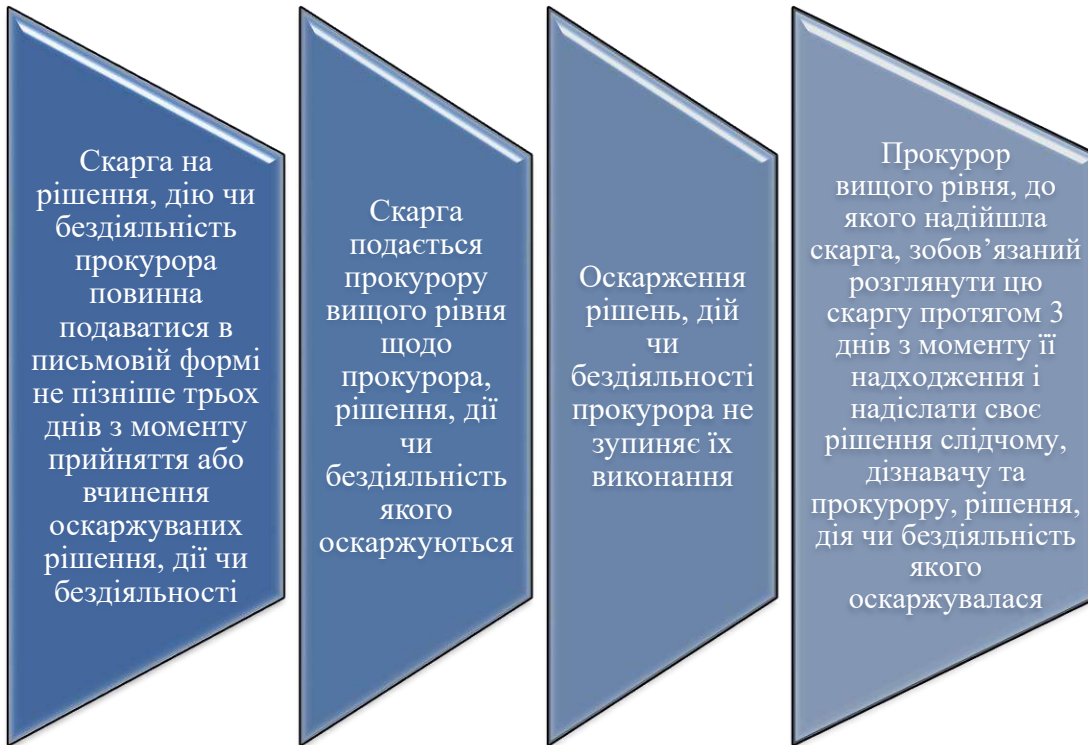 Скарга на
рішення, дію чи
бездіяльність
прокурора
повинна
подаватися в
письмовій формі
не пізніше трьох
днів з моменту
прийняття або
вчинення
оскаржуваних
рішення, дії чи
бездіяльності
Скарга
подається
прокурору
вищого рівня
щодо
прокурора,
рішення, дії
чи
бездіяльність
якого
оскаржуються
Оскарження
рішень, дій
чи
бездіяльності
прокурора не
зупиняє їх
виконання
Прокурор
вищого рівня, до
якого надійшла
скарга, зобов’язаний
розглянути цю
скаргу протягом 3
днів з моменту її
надходження і
надіслати своє
рішення слідчому,
дізнавачу та
прокурору, рішення,
дія чи бездіяльність
якого
оскаржувалася